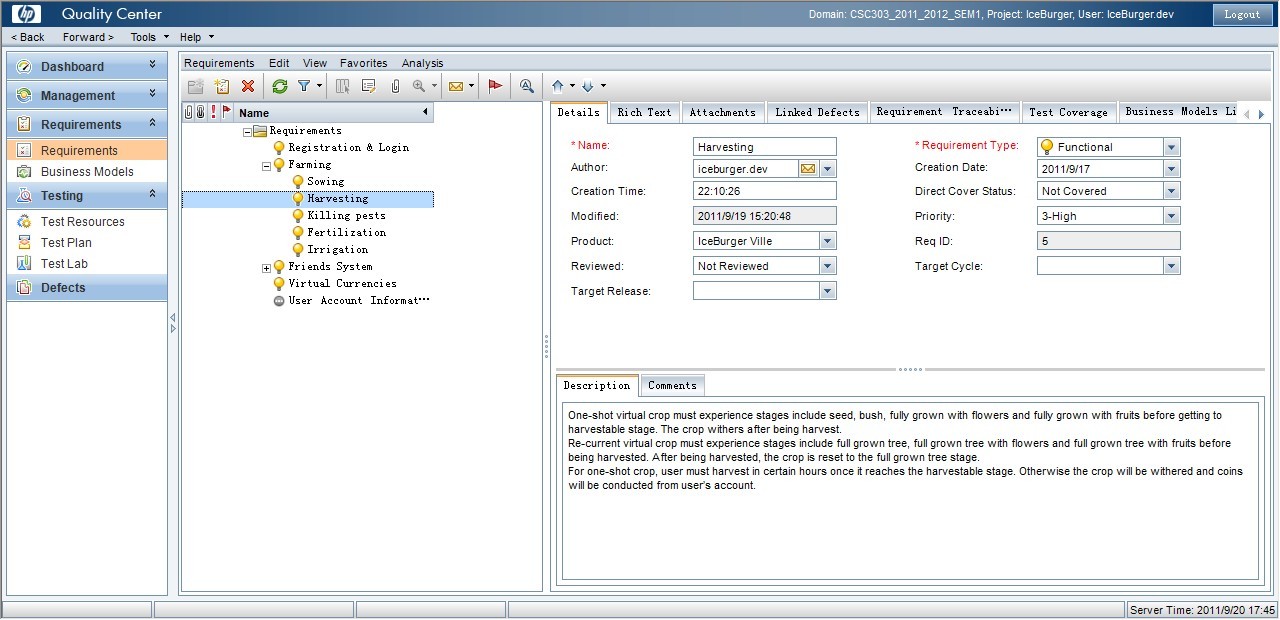 hp Quality Center
Domain: CSC303_2011_2012_SEM1, Project: IceBurger, User: IceBurger.dev
Logout
< Back Forward > Tools Help
Dashboard
Management
Requirements
Requirements
Business Models
Testing
Test Resources
Test Plan
Test Lab
Defects
Requirements Edit View Favorites Analysis
Name
Requirements
Registration & Login
Farming
Sowing
Harvesting
Killing pests
Fertilization
Irrigation
Friends System
Virtual Currencies
User Account Informat···
Details Rich Text Attachments Linked Defects Requirement Traceabi··· Test Coverage Business Models Li
* Name: Harvesting * Requirement Type: Functional
Author: iceburger.dev Creation Date: 2011/9/17
Creation Time: 22:10:26 Direct Cover Status: Not Covered
Modified: 2011/9/19 15:20:48 Priority: 3-High
Product: IceBurger Ville Req ID: 5
Reviewed: Not Reviewed Target Cycle:
Target Release:
Description Comments
One-shot virtual crop must experience stages include seed, bush, fully grown with flowers and fully grown with fruits before getting to
harvestable stage. The crop withers after being harvest.
Re-current virtual crop must experience stages include full grown tree, full grown tree with flowers and full grown tree with fruits before
being harvested. After being harvested, the crop is reset to the full grown tree stage.
For one-shot crop, user must harvest in certain hours once it reaches the harvestable stage. Otherwise the crop will be withered and coins
will be conducted from user's account.
Server Time: 2011/9/20 17:45